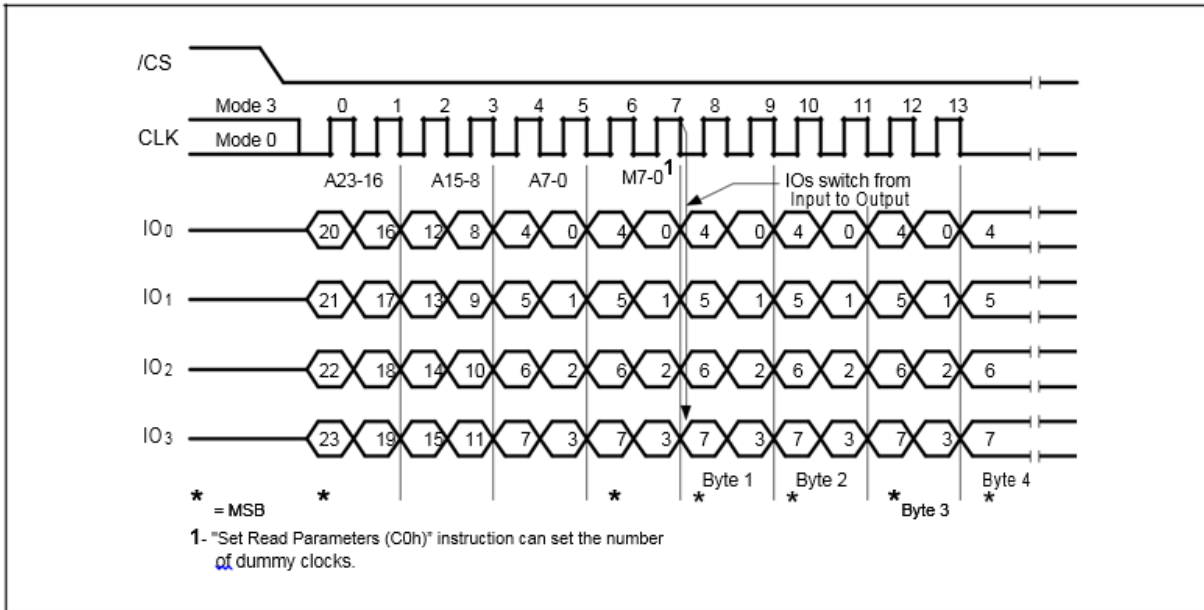 /CS
Mode 3 0 1 2 3 4 5 6 7 8 9 10 11 12 13
CLK Mode 0
A23-16 A15-8 A7-0 M7-0 1 IOs switch from
Input to Output
IO0 20 16 12 8 4 0 4 0 4 0 4 0 4 0 4
IO1 21 17 13 9 5 1 5 1 5 1 5 1 5 1 5
IO2 22 18 14 10 6 2 6 2 6 2 6 2 6 2 6
IO3 23 19 15 11 7 3 7 3 7 3 7 3 7 3 7
Byte 1 Byte 2 Byte 4
* * * * * * *
= MSB Byte 3
1- "Set Read Parameters (C0h)" instruction can set the number
of dummy clocks.